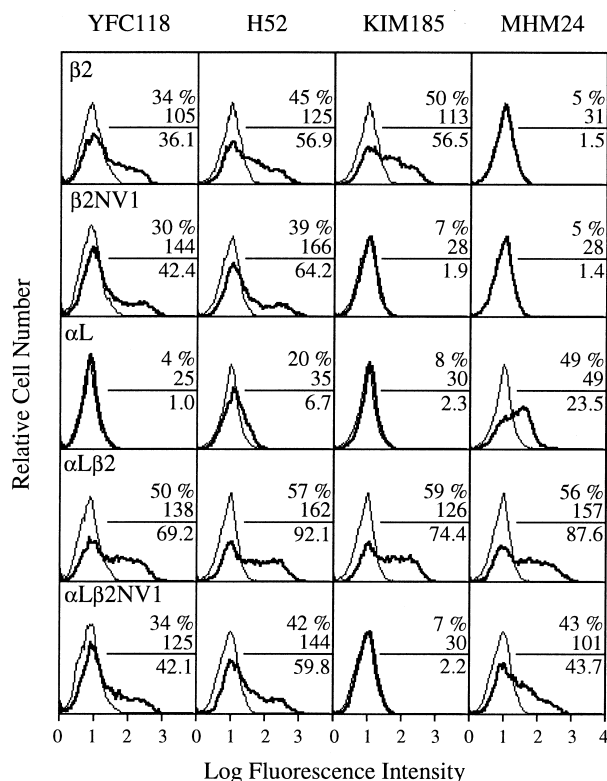 YFC118 H52 KIM185 MHM24
β2
34 % 45 % 50 % 5 %
105 125 113 31
36.1 56.9 56.5 1.5
β2NV1
30 % 39 % 7 % 5 %
144 166 28 28
42.4 64.2 1.9 1.4
αL
4 % 20 % 8 % 49 %
25 35 30 49
1.0 6.7 2.3 23.5
αLβ2
50 % 57 % 59 % 56 %
138 162 126 157
69.2 92.1 74.4 87.6
αLβ2NV1
34 % 42 % 7 % 43 %
125 144 30 101
42.1 59.8 2.2 43.7
0 1 2 3 0 1 2 3 0 1 2 3 0 1 2 3 4
Relative Cell Number
Log Fluorescence Intensity